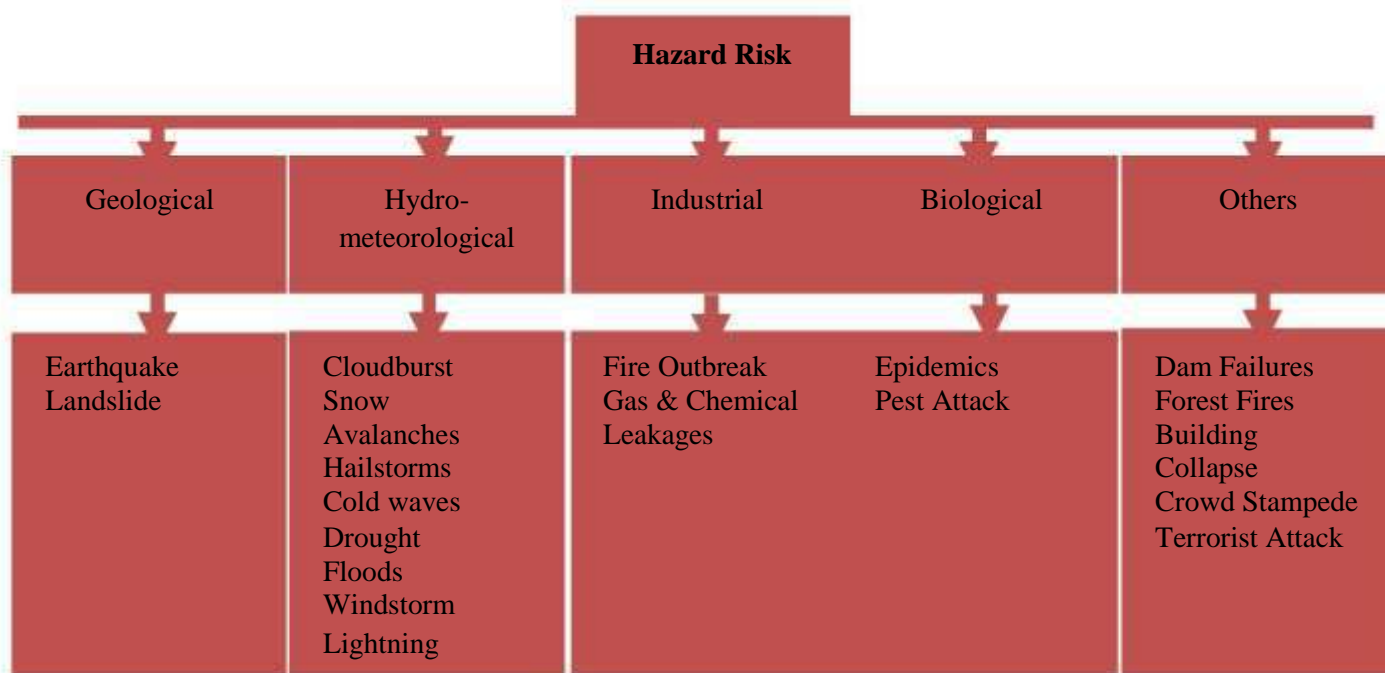 Hazard Risk
Geological
Hydro-
meteorological
Industrial
Biological
Others
Earthquake
Landslide
Cloudburst
Snow
Avalanches
Hailstorms
Cold waves
Drought
Floods
Windstorm
Lightning
Fire Outbreak
Gas & Chemical
Leakages
Epidemics
Pest Attack
Dam Failures
Forest Fires
Building
Collapse
Crowd Stampede
Terrorist Attack